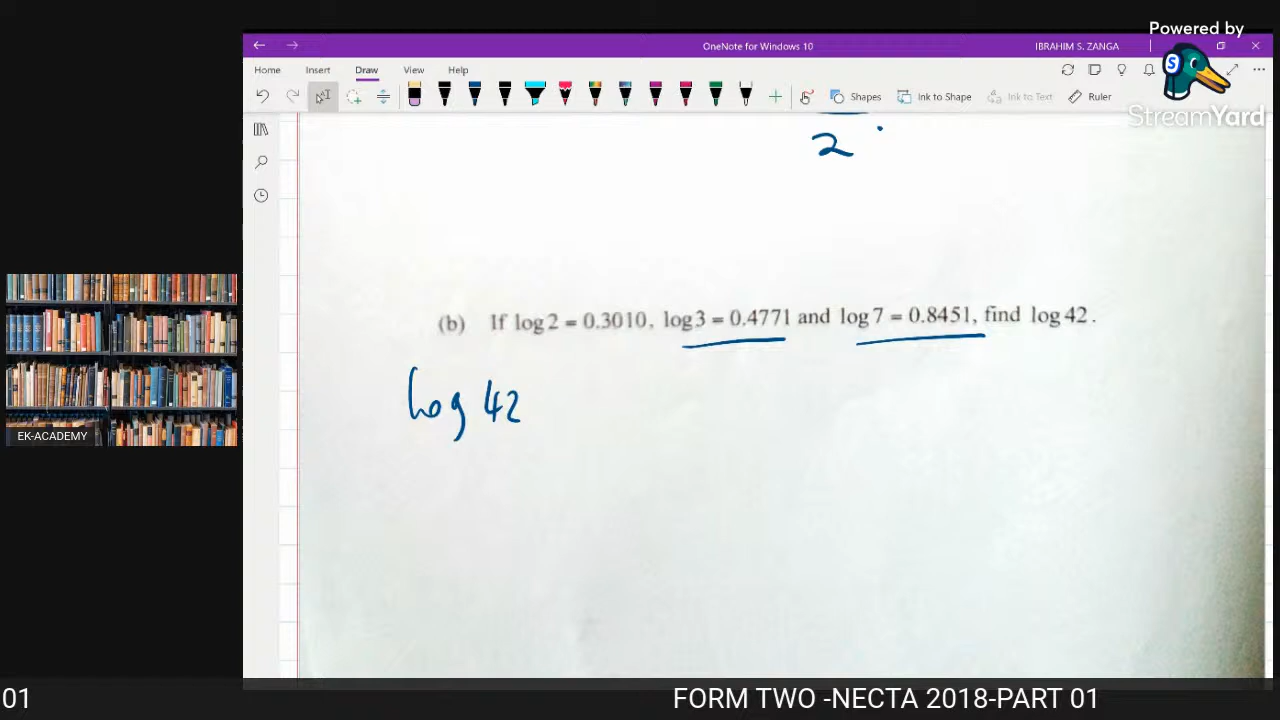 Powered by
StreamYard
OneNote for Windows 10
IBRAHIM S. ZANGA
Home Insert Draw View Help
Shapes Ink to Shape Ink to Text Ruler
2 .
(b) If log 2 = 0.3010, log 3 = 0.4771 and log 7 = 0.8451, find log 42.
log 42
EK-ACADEMY
01 FORM TWO -NECTA 2018-PART 01